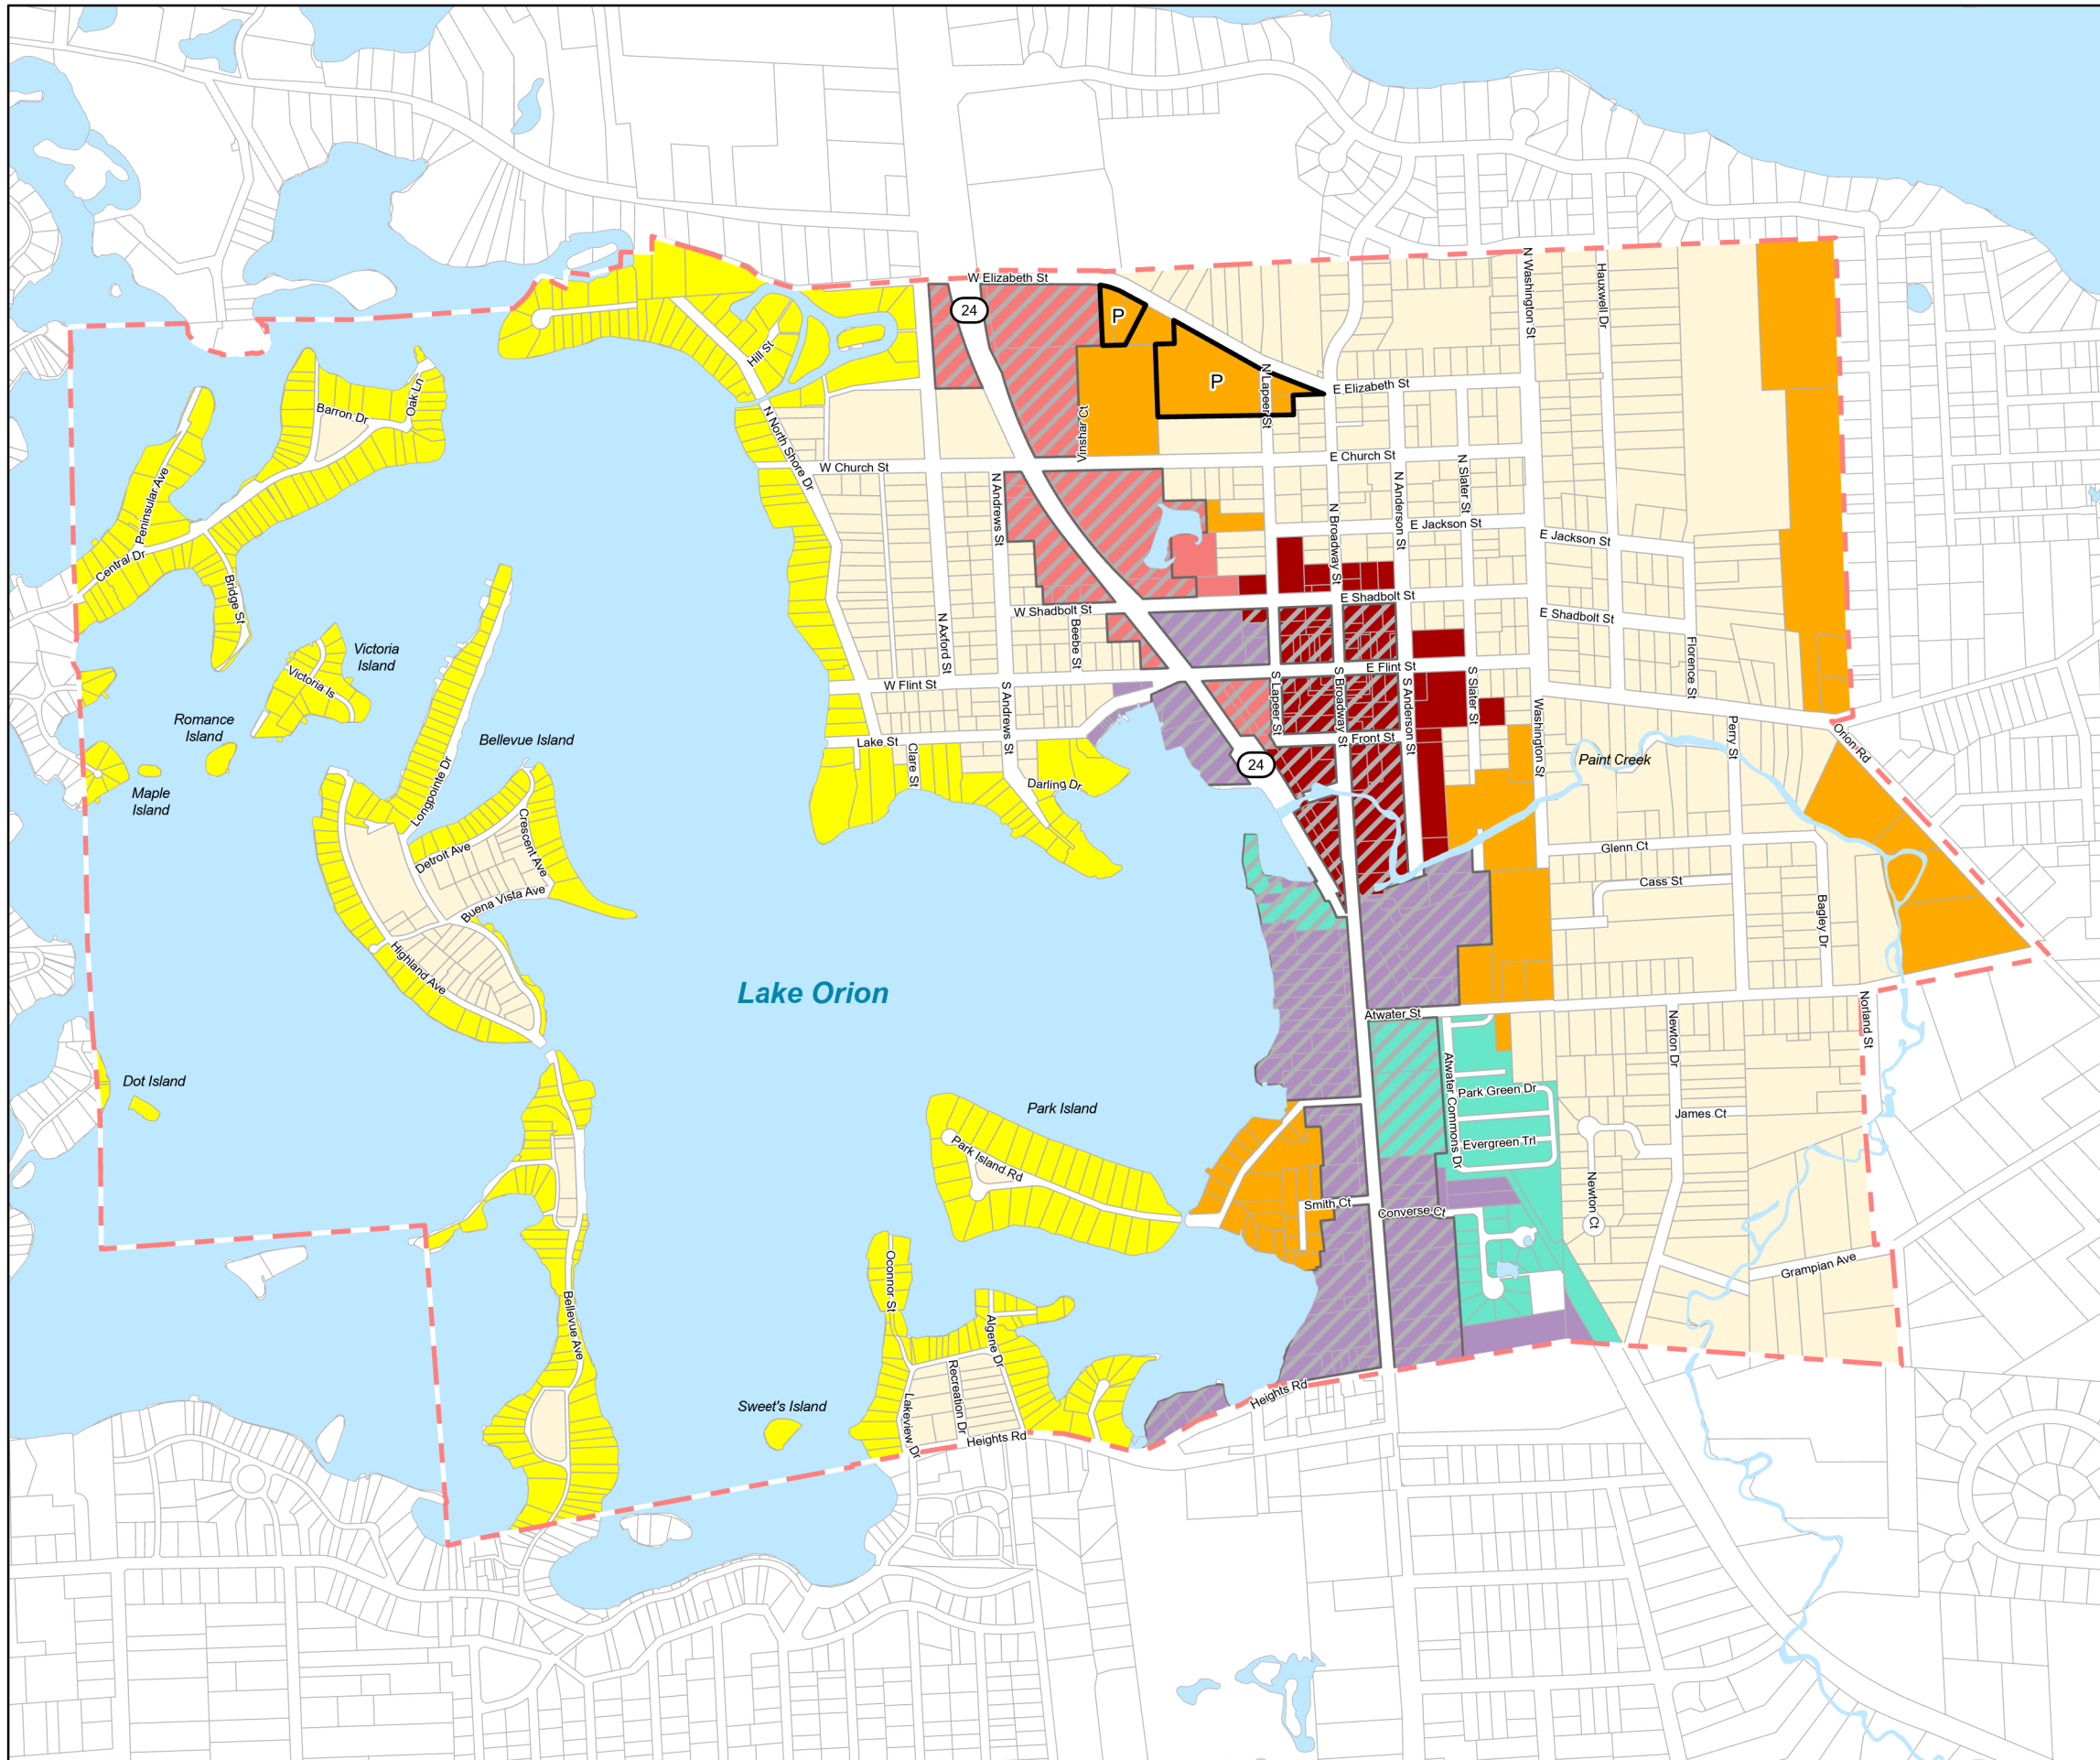 W Elizabeth St
24
P
P
N Lapeer St
E Elizabeth St
N Washington St
Hauxwell Dr
Hill St
N North Shore Dr
Oak Ln
Barron Dr
Peninsular Ave
Central Dr
Bridge St
W Church St
E Church St
N Andrews St
N Slater St
N Anderson St
N Broadway St
E Jackson St
E Jackson St
E Shadbolt St
E Shadbolt St
W Shadbolt St
Beebe St
N Axford St
Florence St
Victoria
Island
Victoria Is
W Flint St
E Flint St
S Lapeer St
S Broadway St
S Anderson St
S Slater St
Washington St
Perry St
Orion Rd
Romance
Island
Bellevue Island
Longpointe Dr
Lake St
Clare St
S Andrews St
Front St
24
Paint Creek
Maple
Island
Darling Dr
Detroit Ave
Crescent Ave
Buena Vista Ave
Highland Ave
Glenn Ct
Cass St
Bagley Dr
Lake Orion
Atwater St
Newton Dr
Norland St
Dot Island
Park Island
Park Island Rd
Atwater Commons Dr
Park Green Dr
Evergreen Trl
James Ct
Newton Ct
Smith Ct
Converse Ct
Grampian Ave
Oconnor St
Algene Dr
Bellevue Ave
Recreation Dr
Lakeview Dr
Sweet's Island
Heights Rd
Heights Rd